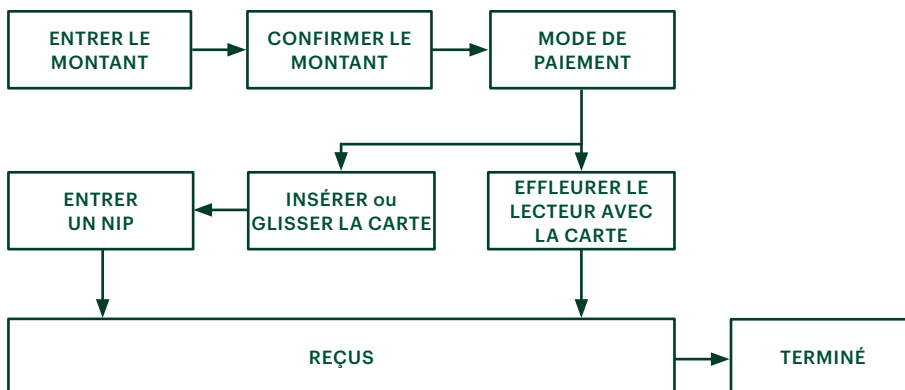 ENTRER LE
MONTANT
CONFIRMER LE
MONTANT
MODE DE
PAIEMENT
ENTRER
UN NIP
INSÉRER ou
GLISSER LA CARTE
EFFLEURER LE
LECTEUR AVEC
LA CARTE
REÇUS
TERMINÉ